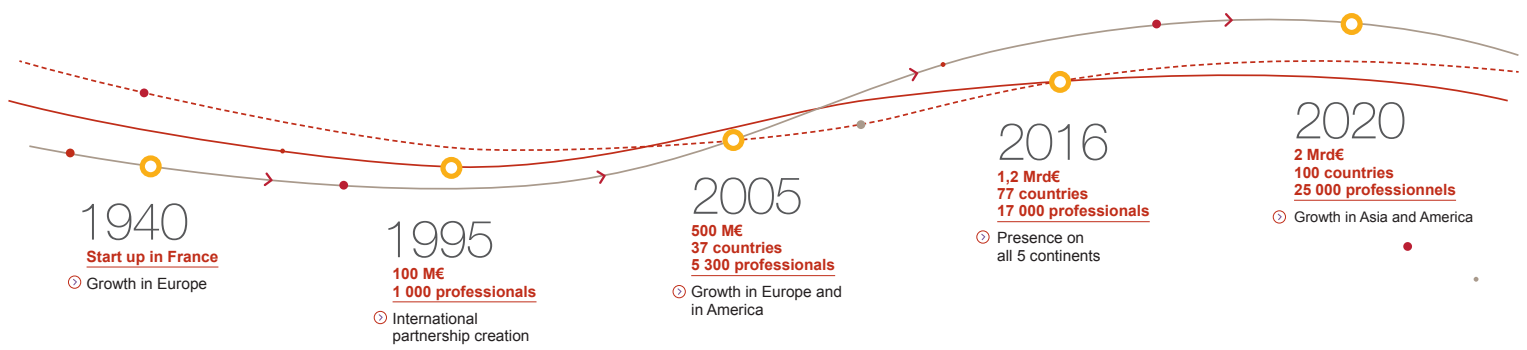 1940
Start up in France
Growth in Europe
1995
100 M€
1 000 professionals
International
partnership creation
2005
500 M€
37 countries
5 300 professionals
Growth in Europe and
in America
2016
1,2 Mrd€
77 countries
17 000 professionals
Presence on
all 5 continents
2020
2 Mrd€
100 countries
25 000 professionnels
Growth in Asia and America